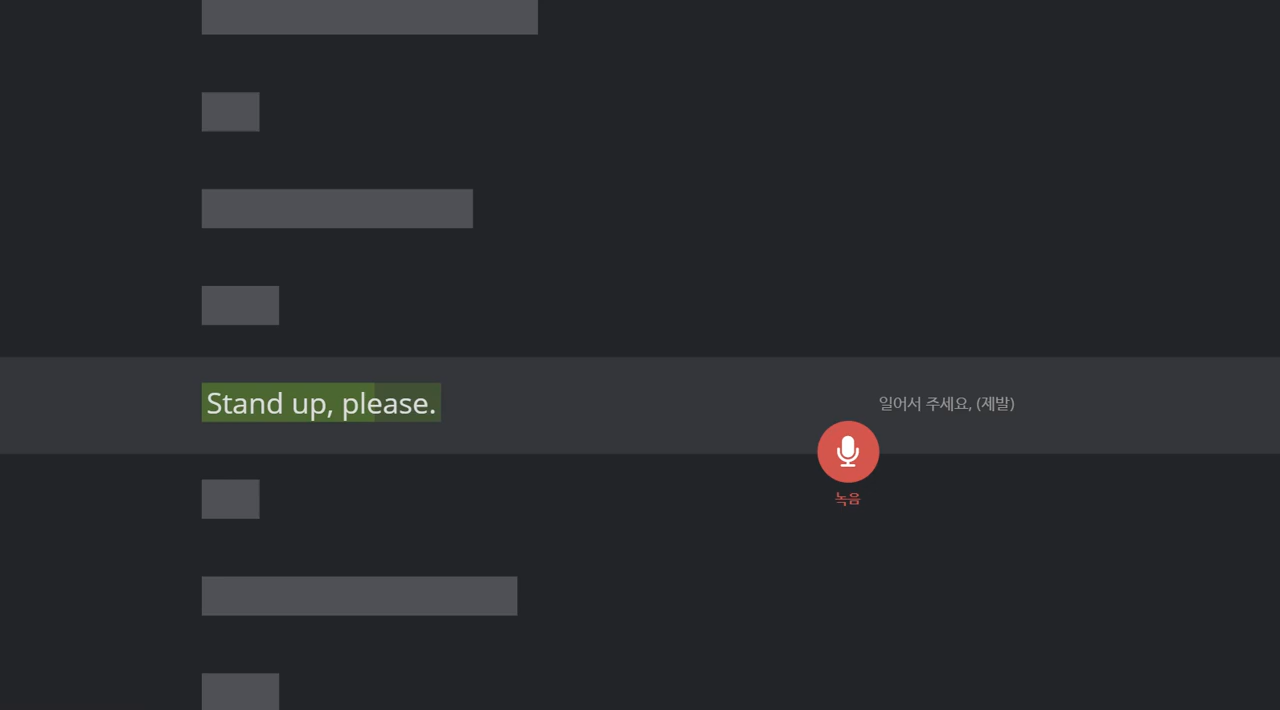 Stand up, please.
일어서 주세요, (제발)
녹음